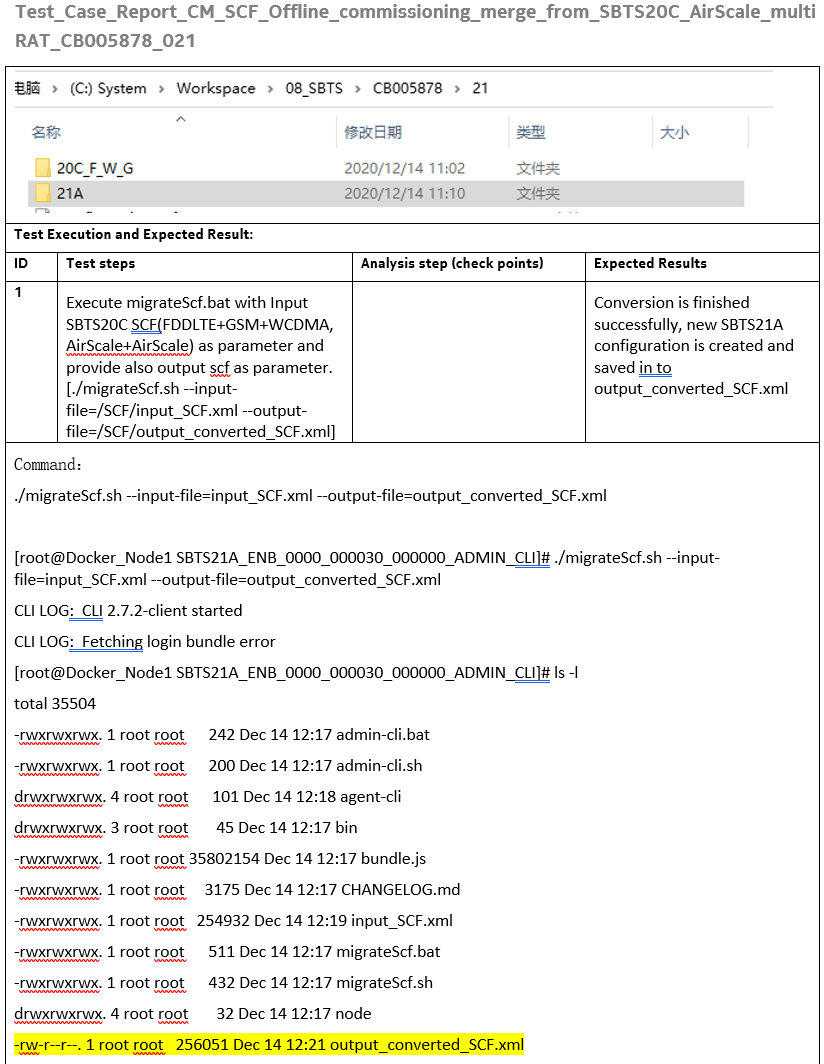 Test_Case_Report_CM_SCF_Offline_commissioning_merge_from_SBTS20C_AirScale_multi
RAT_CB005878_021
电脑 › (C:) System › Workspace › 08_SBTS › CB005878 › 21
名称 修改日期 类型 大小
20C_F_W_G 2020/12/14 11:02 文件夹
21A 2020/12/14 11:10 文件夹
Test Execution and Expected Result:
ID Test steps Analysis step (check points) Expected Results
1
Execute migrateScf.bat with Input
SBTS20C SCF(FDDLTE+GSM+WCDMA,
AirScale+AirScale) as parameter and
provide also output scf as parameter.
[./migrateScf.sh --input-
file=/SCF/input_SCF.xml --output-
file=/SCF/output_converted_SCF.xml]
Conversion is finished
successfully, new SBTS21A
configuration is created and
saved in to
output_converted_SCF.xml
Command:
./migrateScf.sh --input-file=input_SCF.xml --output-file=output_converted_SCF.xml
[root@Docker_Node1 SBTS21A_ENB_0000_000030_000000_ADMIN_CLI]# ./migrateScf.sh --input-
file=input_SCF.xml --output-file=output_converted_SCF.xml
CLI LOG:  CLI 2.7.2-client started
CLI LOG:  Fetching login bundle error
[root@Docker_Node1 SBTS21A_ENB_0000_000030_000000_ADMIN_CLI]# ls -l
total 35504
-rwxrwxrwx. 1 root root 242 Dec 14 12:17 admin-cli.bat
-rwxrwxrwx. 1 root root 200 Dec 14 12:17 admin-cli.sh
drwxrwxrwx. 4 root root 101 Dec 14 12:18 agent-cli
drwxrwxrwx. 3 root root 45 Dec 14 12:17 bin
-rwxrwxrwx. 1 root root 35802154 Dec 14 12:17 bundle.js
-rwxrwxrwx. 1 root root 3175 Dec 14 12:17 CHANGELOG.md
-rwxrwxrwx. 1 root root 254932 Dec 14 12:19 input_SCF.xml
-rwxrwxrwx. 1 root root 511 Dec 14 12:17 migrateScf.bat
-rwxrwxrwx. 1 root root 432 Dec 14 12:17 migrateScf.sh
drwxrwxrwx. 4 root root 32 Dec 14 12:17 node
-rw-r--r--. 1 root root 256051 Dec 14 12:21 output_converted_SCF.xml